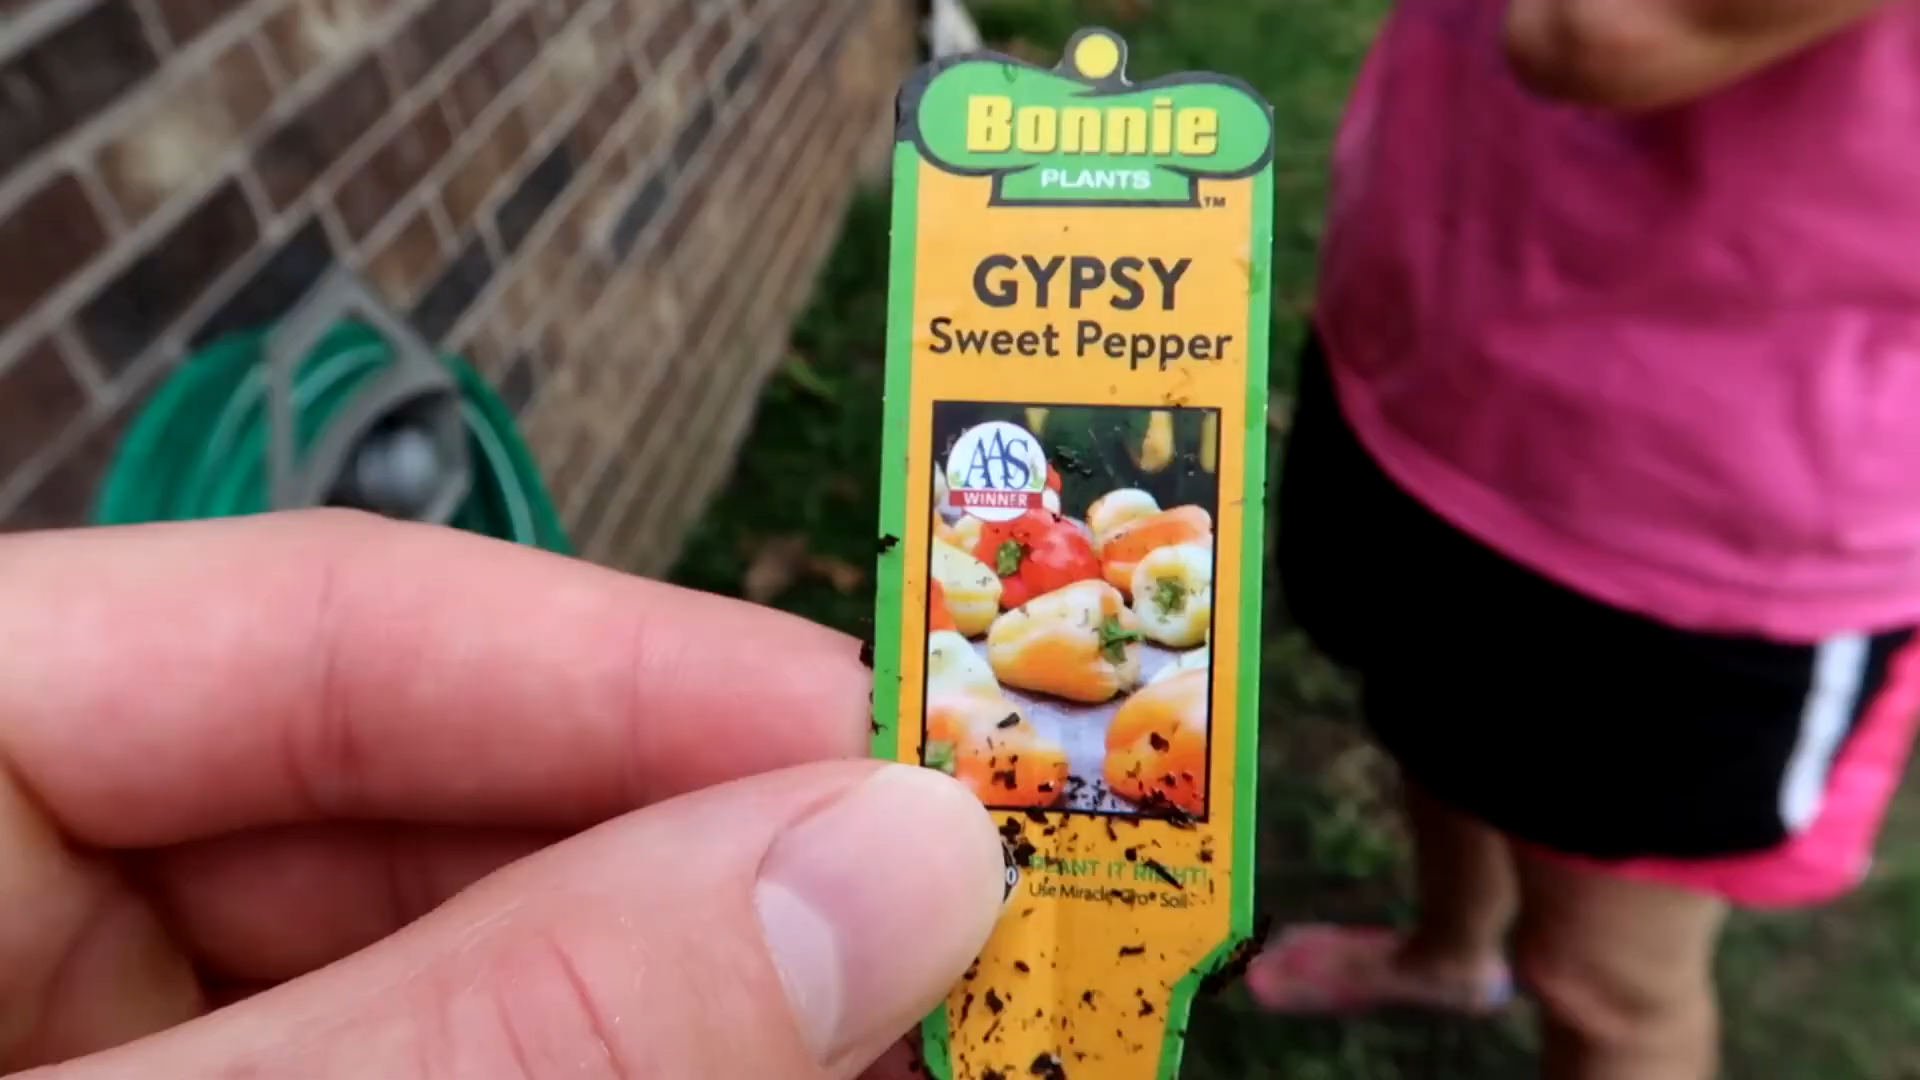 Bonnie
PLANTS
TM
GYPSY
Sweet Pepper
AAS
WINNER
PLANT IT RIGHT!
Use Miracle-Gro® Soil